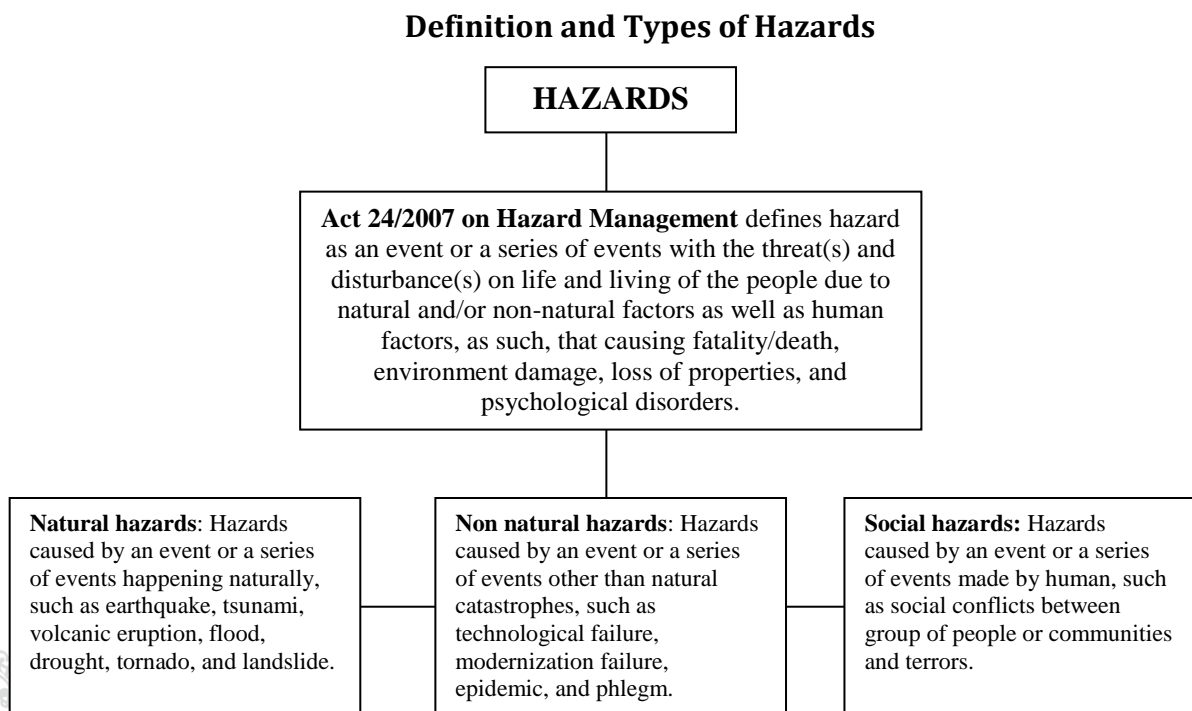 Definition and Types of Hazards
HAZARDS
Act 24/2007 on Hazard Management defines hazard
as an event or a series of events with the threat(s) and
disturbance(s) on life and living of the people due to
natural and/or non-natural factors as well as human
factors, as such, that causing fatality/death,
environment damage, loss of properties, and
psychological disorders.
Natural hazards: Hazards
caused by an event or a series
of events happening naturally,
such as earthquake, tsunami,
volcanic eruption, flood,
drought, tornado, and landslide.
Non natural hazards: Hazards
caused by an event or a series
of events other than natural
catastrophes, such as
technological failure,
modernization failure,
epidemic, and phlegm.
Social hazards: Hazards
caused by an event or a series
of events made by human, such
as social conflicts between
group of people or communities
and terrors.